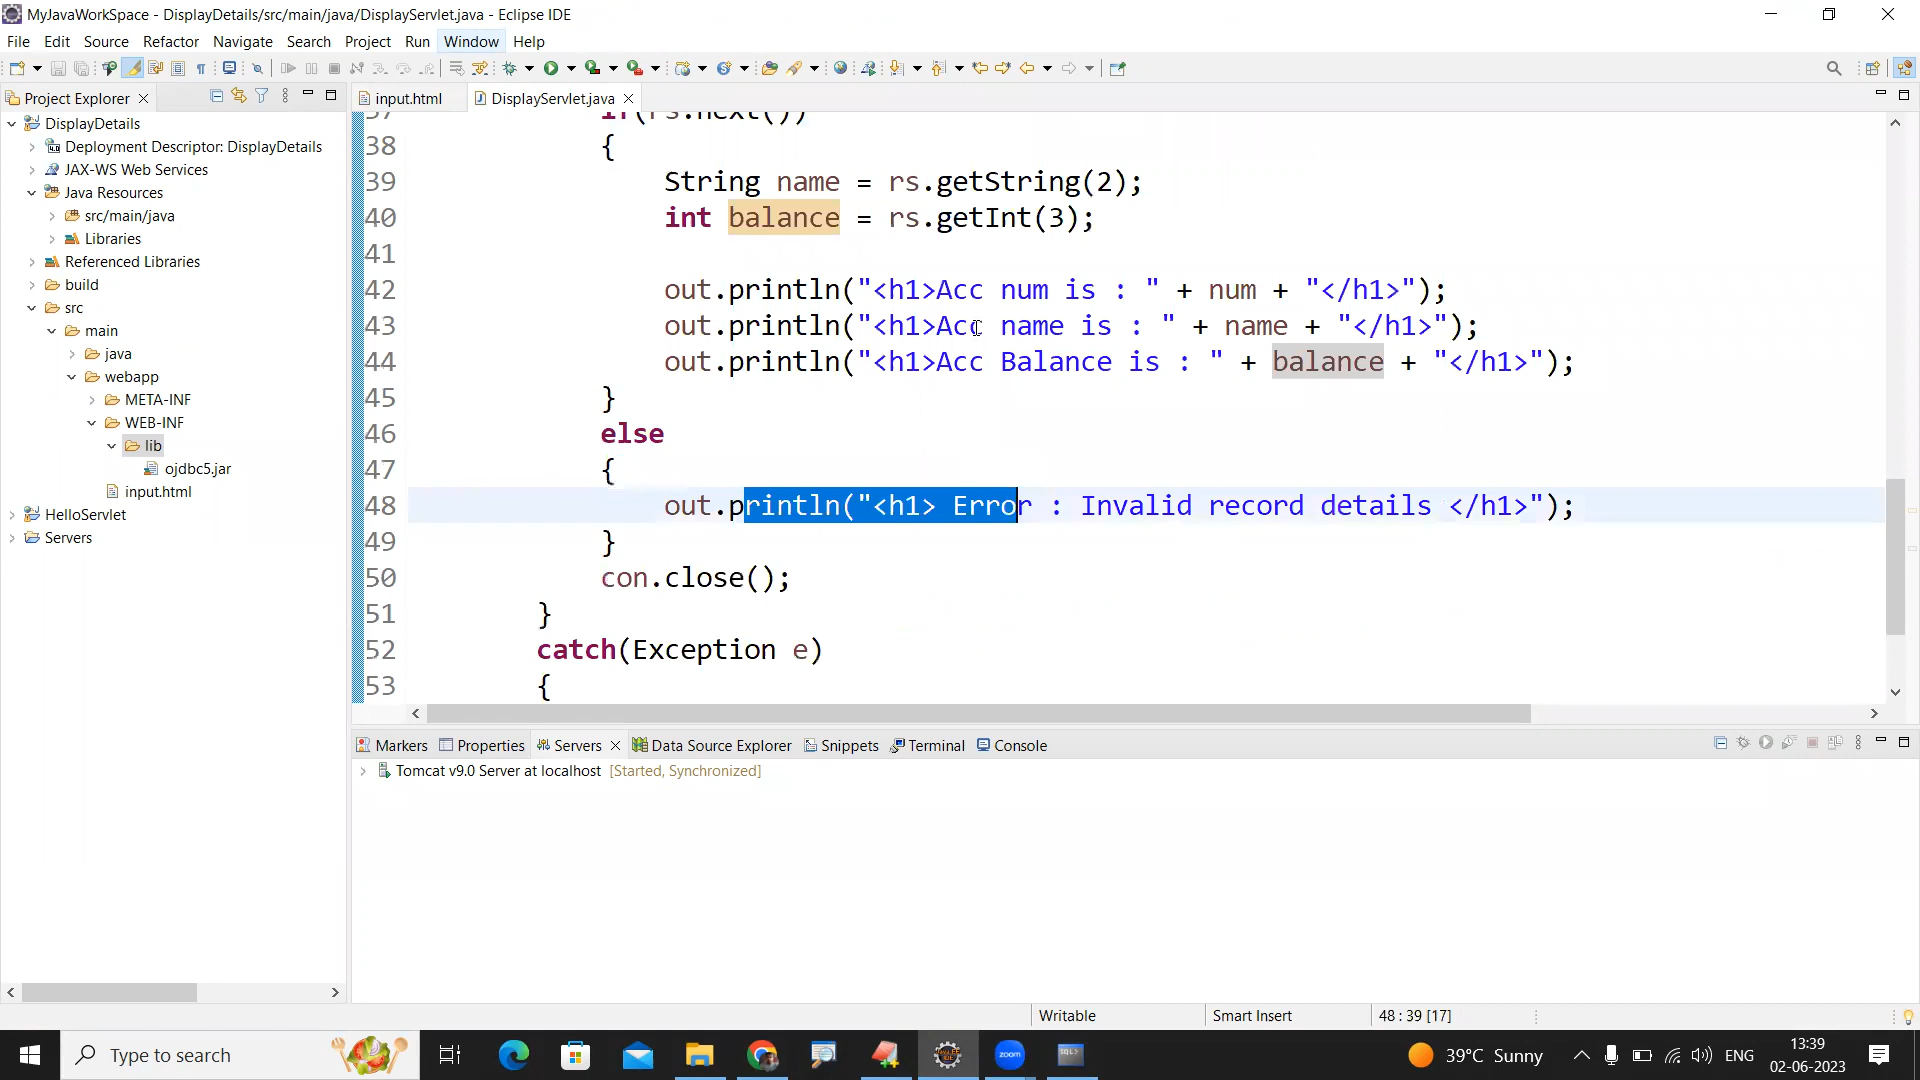 MyJavaWorkSpace - DisplayDetails/src/main/java/DisplayServlet.java - Eclipse IDE
File Edit Source Refactor Navigate Search Project Run Window Help
Project Explorer
input.html DisplayServlet.java
DisplayDetails
Deployment Descriptor: DisplayDetails
JAX-WS Web Services
Java Resources
src/main/java
Libraries
Referenced Libraries
build
src
main
java
webapp
META-INF
WEB-INF
lib
ojdbc5.jar
input.html
HelloServlet
Servers
37 if(rs.next())
38 {
39 String name = rs.getString(2);
40 int balance = rs.getInt(3);
41
42 out.println("<h1>Acc num is : " + num + "</h1>");
43 out.println("<h1>Acc name is : " + name + "</h1>");
44 out.println("<h1>Acc Balance is : " + balance + "</h1>");
45 }
46 else
47 {
48 out.println("<h1> Error : Invalid record details </h1>");
49 }
50 con.close();
51 }
52 catch(Exception e)
53 {
Markers Properties Servers Data Source Explorer Snippets Terminal Console
Tomcat v9.0 Server at localhost [Started, Synchronized]
Writable Smart Insert 48 : 39 [17]
Type to search
zoom
SQL>
39°C Sunny
ENG
13:39
02-06-2023